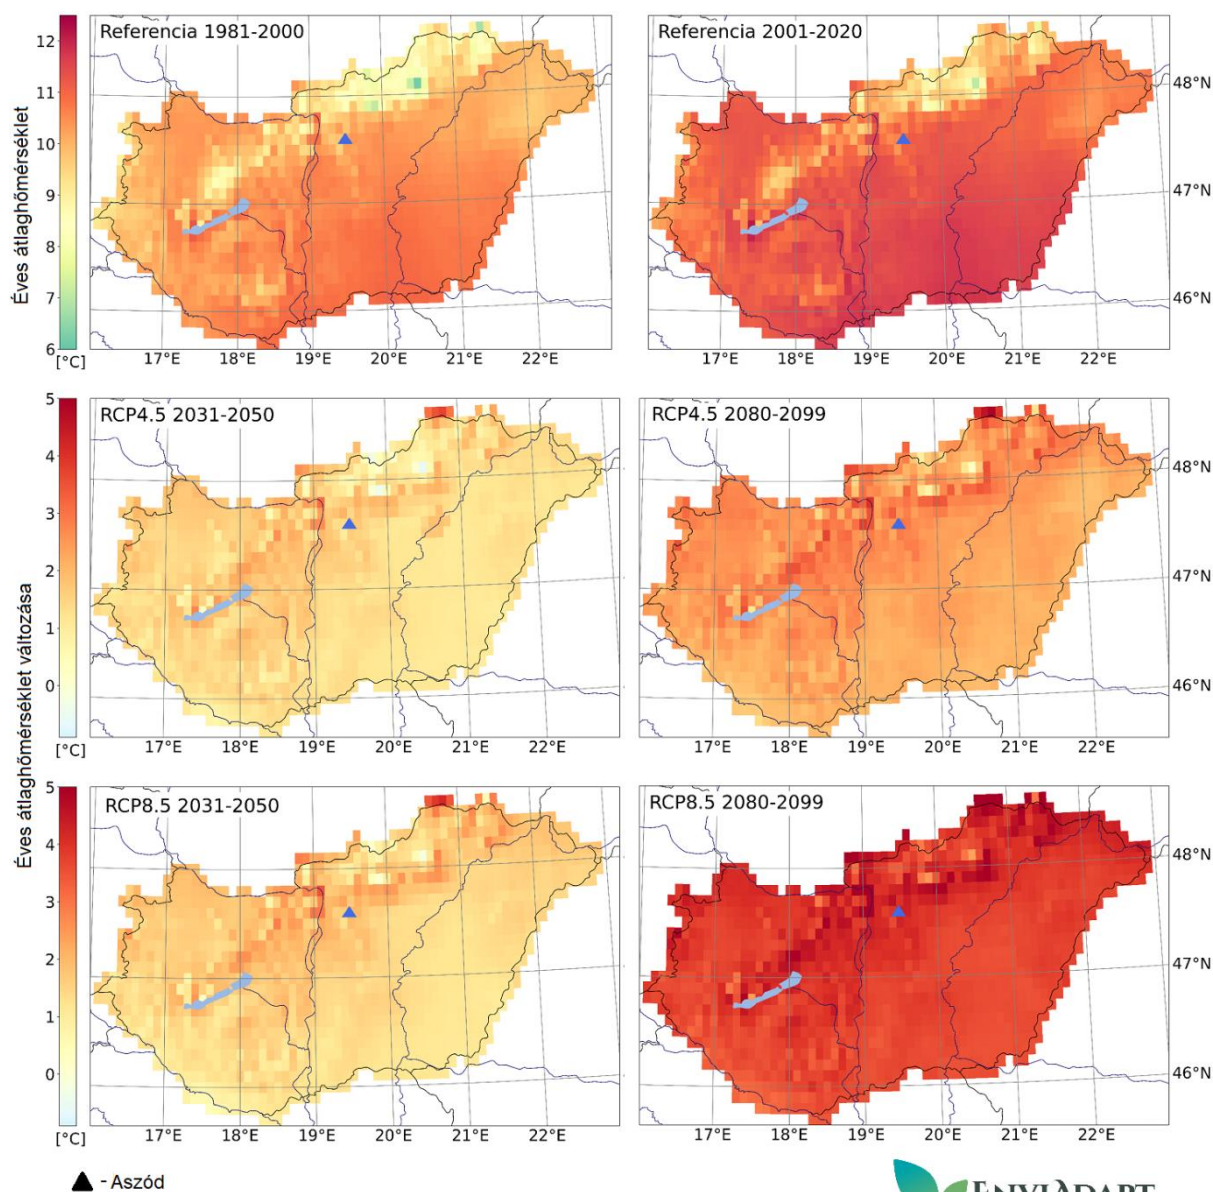 Referencia 1981-2000
Referencia 2001-2020
Éves átlaghőmérséklet
12
11
10
9
8
7
6
[°C]
48°N
47°N
46°N
17°E 18°E 19°E 20°E 21°E 22°E
17°E 18°E 19°E 20°E 21°E 22°E
RCP4.5 2031-2050
RCP4.5 2080-2099
Éves átlaghőmérséklet változása
5
4
3
2
1
0
[°C]
48°N
47°N
46°N
17°E 18°E 19°E 20°E 21°E 22°E
17°E 18°E 19°E 20°E 21°E 22°E
RCP8.5 2031-2050
RCP8.5 2080-2099
5
4
3
2
1
0
[°C]
48°N
47°N
46°N
17°E 18°E 19°E 20°E 21°E 22°E
17°E 18°E 19°E 20°E 21°E 22°E
- Aszód
ENVIADAPT